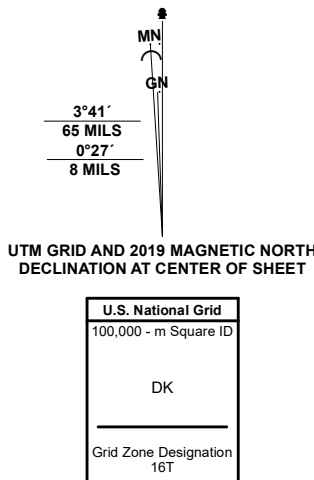 MN
GN
3°41´
65 MILS
0°27´
8 MILS
UTM GRID AND 2019 MAGNETIC NORTH
DECLINATION AT CENTER OF SHEET
U.S. National Grid
100,000 - m Square ID
DK
Grid Zone Designation
16T